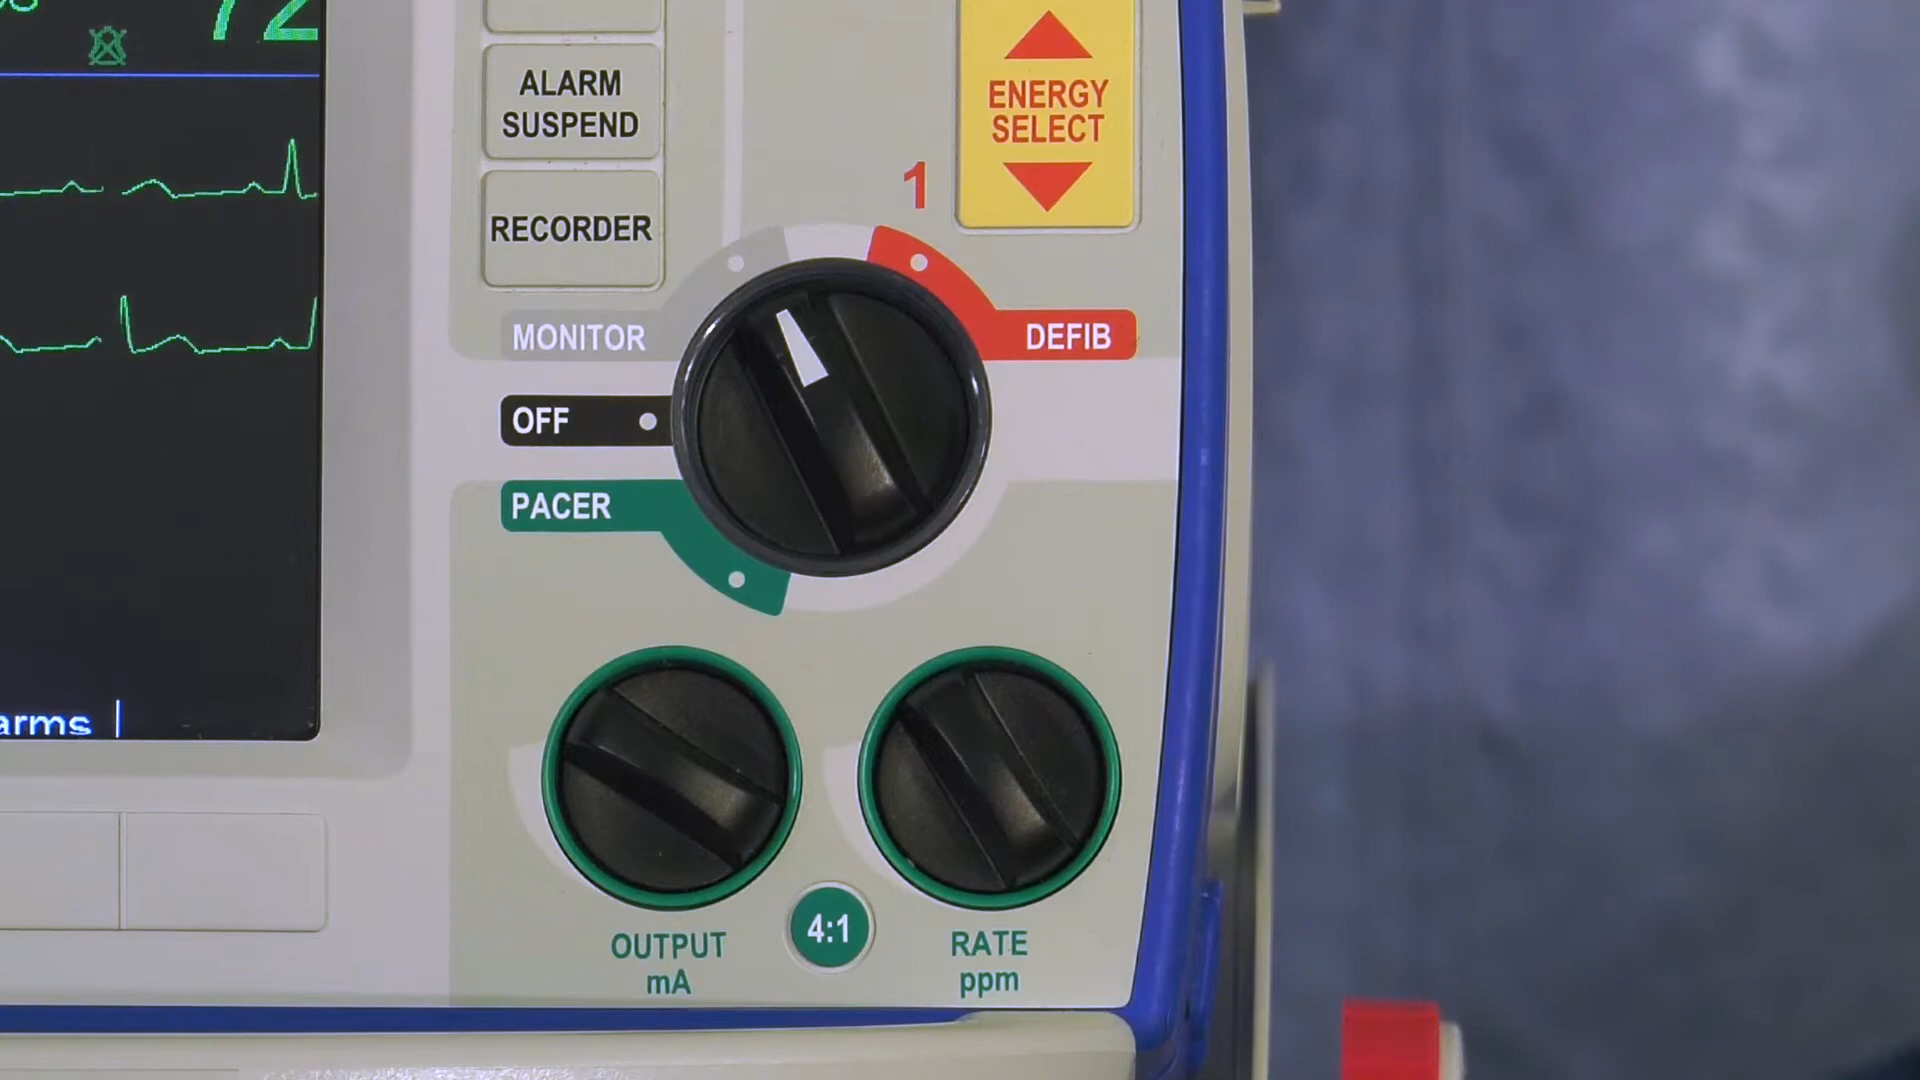 72
ALARM
SUSPEND
RECORDER
ENERGY
SELECT
1
MONITOR
DEFIB
OFF
PACER
arms
4:1
OUTPUT
mA
RATE
ppm